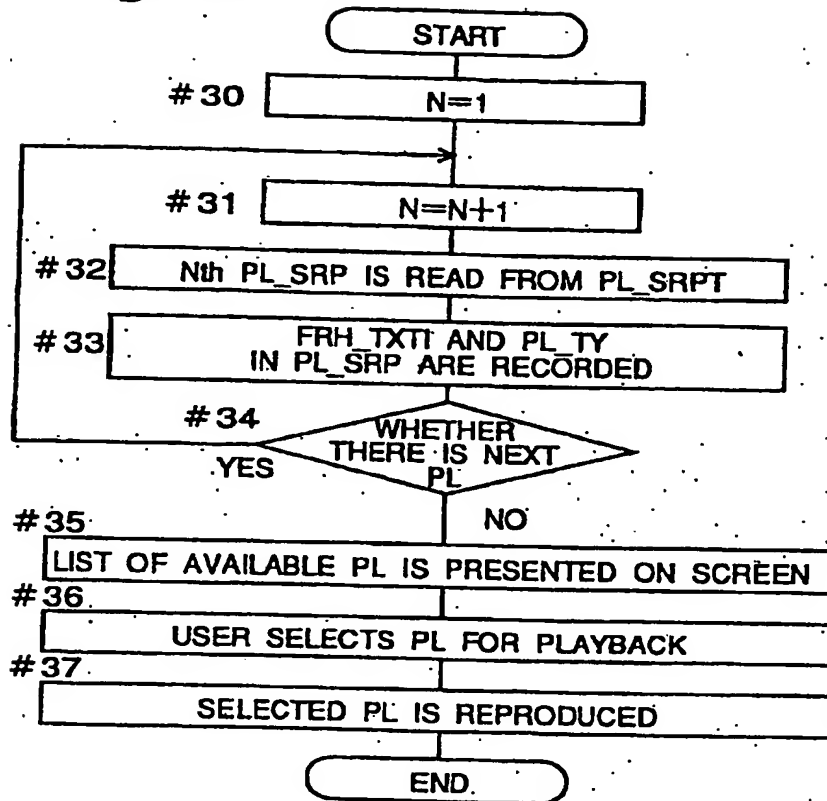 START
#30
N=1
#31
N=N+1
#32
Nth PL_SRP IS READ FROM PL_SRPT
#33
FRH_TXTI AND PL_TY
IN PL_SRP ARE RECORDED
#34
WHETHER
THERE IS NEXT
PL
YES
NO
#35
LIST OF AVAILABLE PL IS PRESENTED ON SCREEN
#36
USER SELECTS PL FOR PLAYBACK
#37
SELECTED PL IS REPRODUCED
END